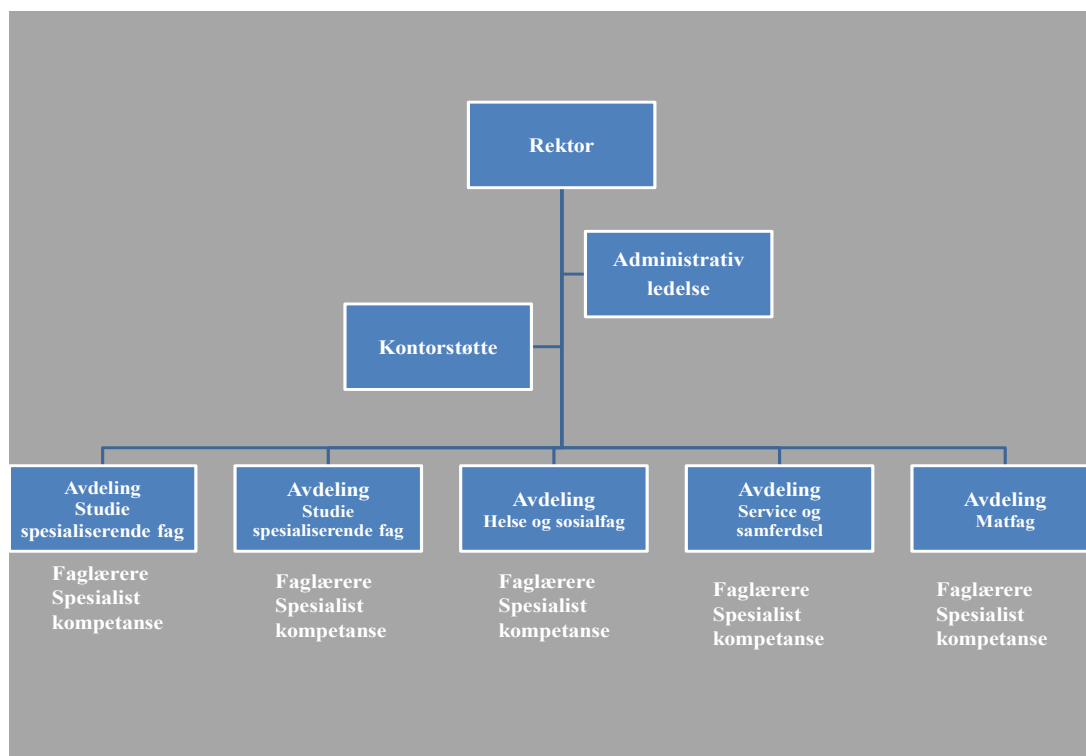 Rektor
Administrativ
ledelse
Kontorstøtte
Avdeling
Studie
spesialiserende fag
Avdeling
Studie
spesialiserende fag
Avdeling
Helse og sosialfag
Avdeling
Service og
samferdsel
Avdeling
Matfag
Faglærere
Spesialist
kompetanse
Faglærere
Spesialist
kompetanse
Faglærere
Spesialist
kompetanse
Faglærere
Spesialist
kompetanse
Faglærere
Spesialist
kompetanse